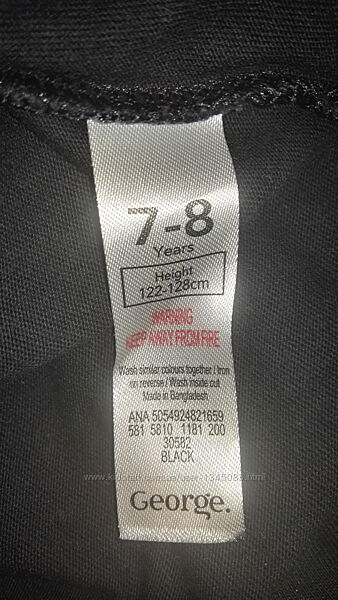 7-8
Years
Height
122-128cm
WARNING
KEEP AWAY FROM FIRE
Wash similar colours together / Iron
on reverse / Wash inside out
Made in Bangladesh
ANA 5054924821659
581 5810 1181 200
30582
BLACK
George.